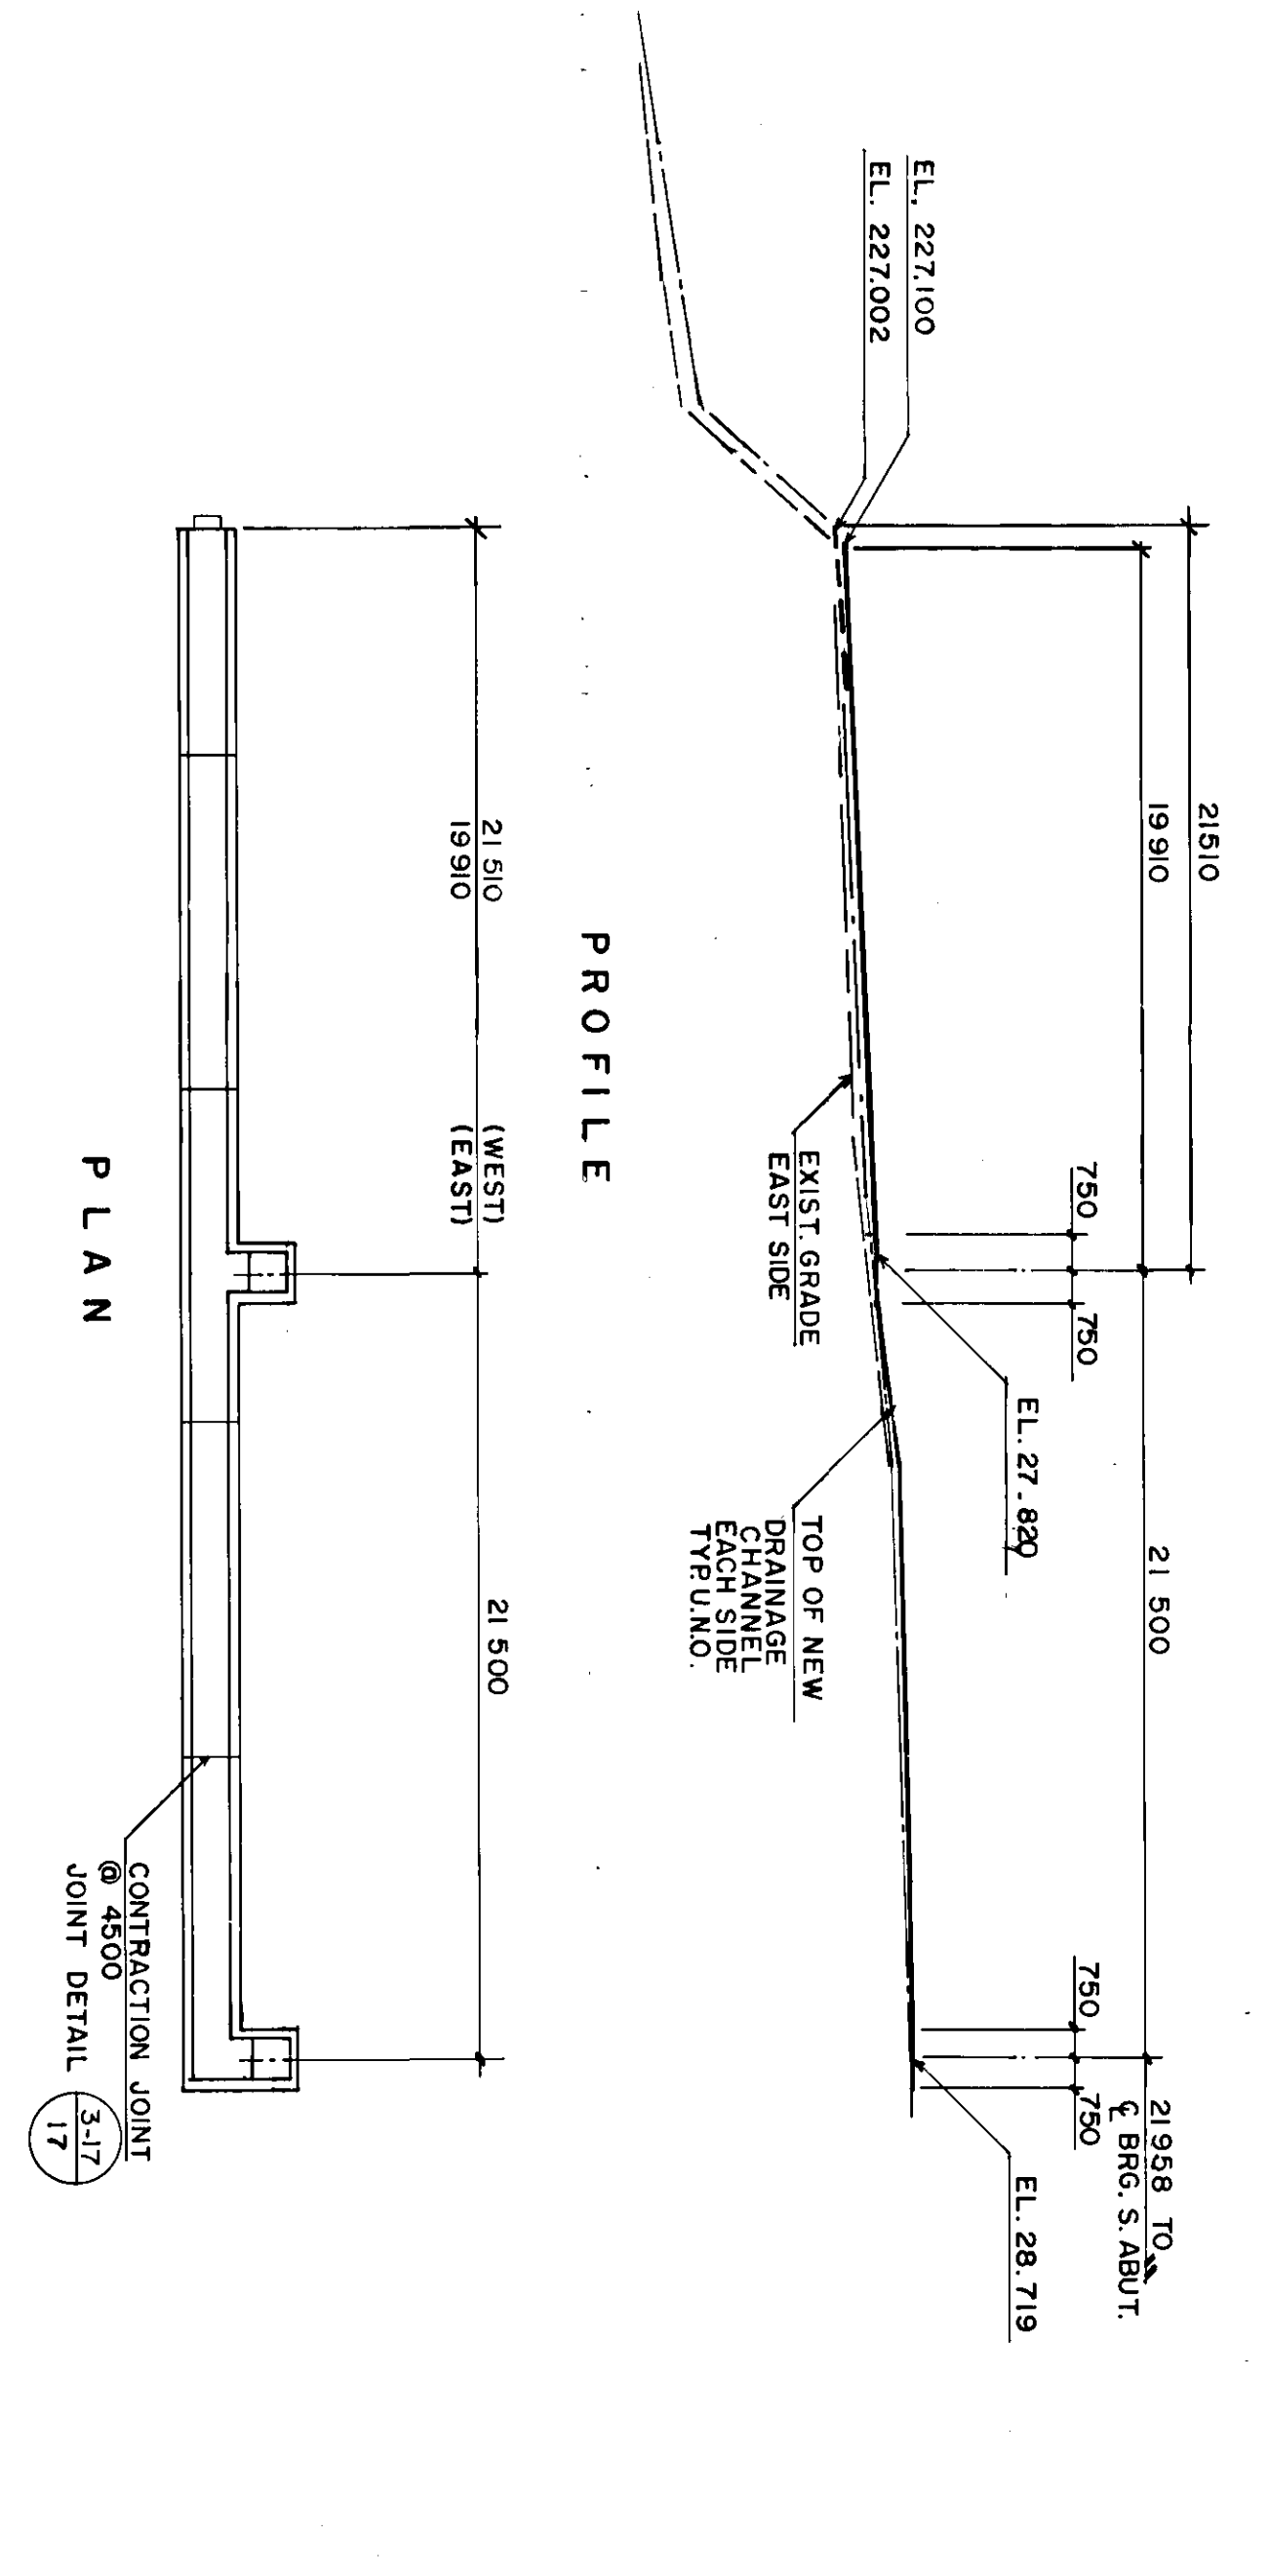 21510
19 910
21 500
21958 TO
℄ BRG. S. ABUT.
750
750
750
750
EL. 227.100
EL. 227.002
EL. 27.820
EL. 28.719
EXIST. GRADE
EAST SIDE
TOP OF NEW
DRAINAGE
CHANNEL
EACH SIDE
TYP.U.N.O.
PROFILE
21 510 (WEST)
19910 (EAST)
21 500
CONTRACTION JOINT
@ 4500
JOINT DETAIL
3-17
17
PLAN